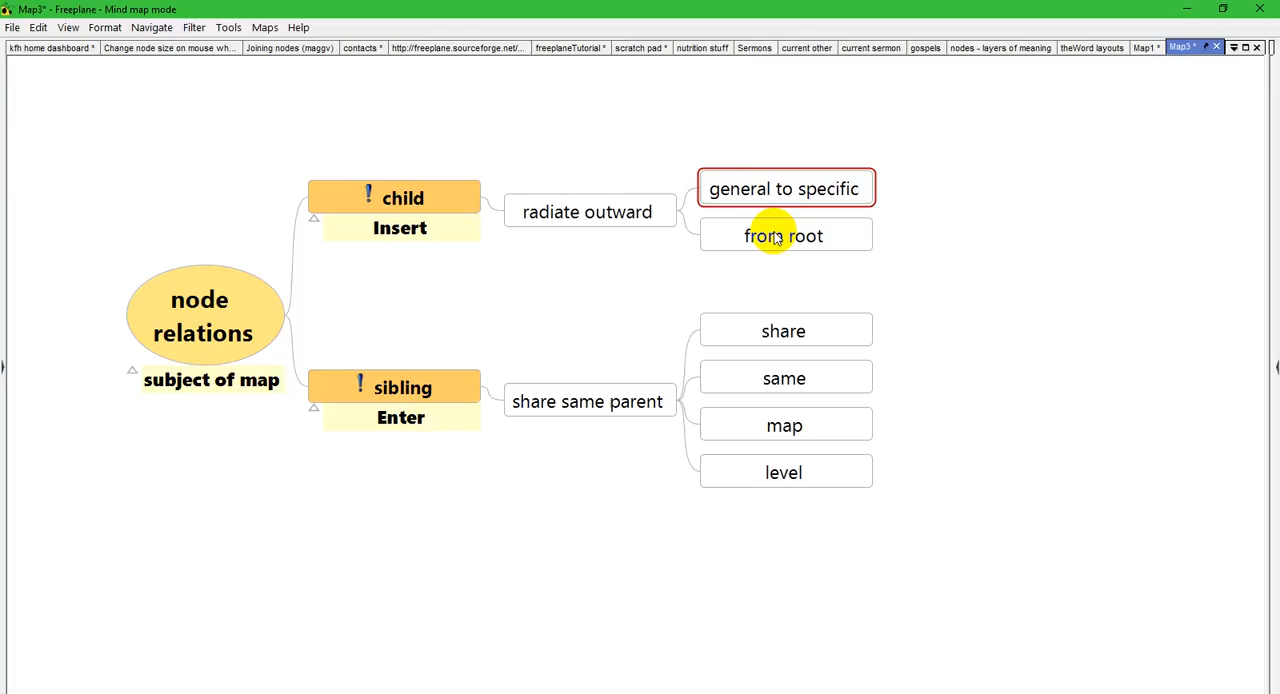 Map3* - Freeplane - Mind map mode
File Edit View Format Navigate Filter Tools Maps Help
kfh home dashboard * Change node size on mouse wh... Joining nodes (maggv) contacts * http://freeplane.sourceforge.net/... freeplaneTutorial * scratch pad * nutrition stuff Sermons current other current sermon gospels nodes - layers of meaning theWord layouts Map1 * Map3 *
child
Insert
radiate outward
general to specific
from root
node
relations
subject of map
sibling
Enter
share same parent
share
same
map
level